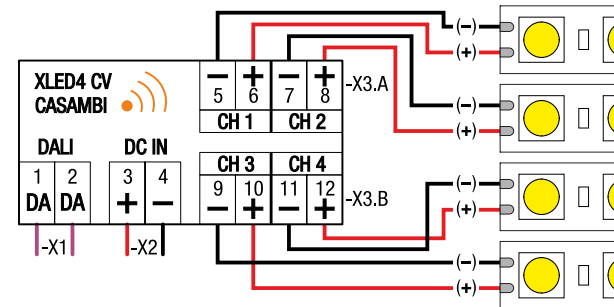 XLED4 CV
CASAMBI
DALI
DC IN
1 2 3 4
DA DA + −
-X1
-X2
− + − +
5 6 7 8
CH 1 CH 2
-X3.A
CH 3 CH 4
9 10 11 12
− + − +
-X3.B
(−)
(+)
(−)
(+)
(−)
(+)
(−)
(+)